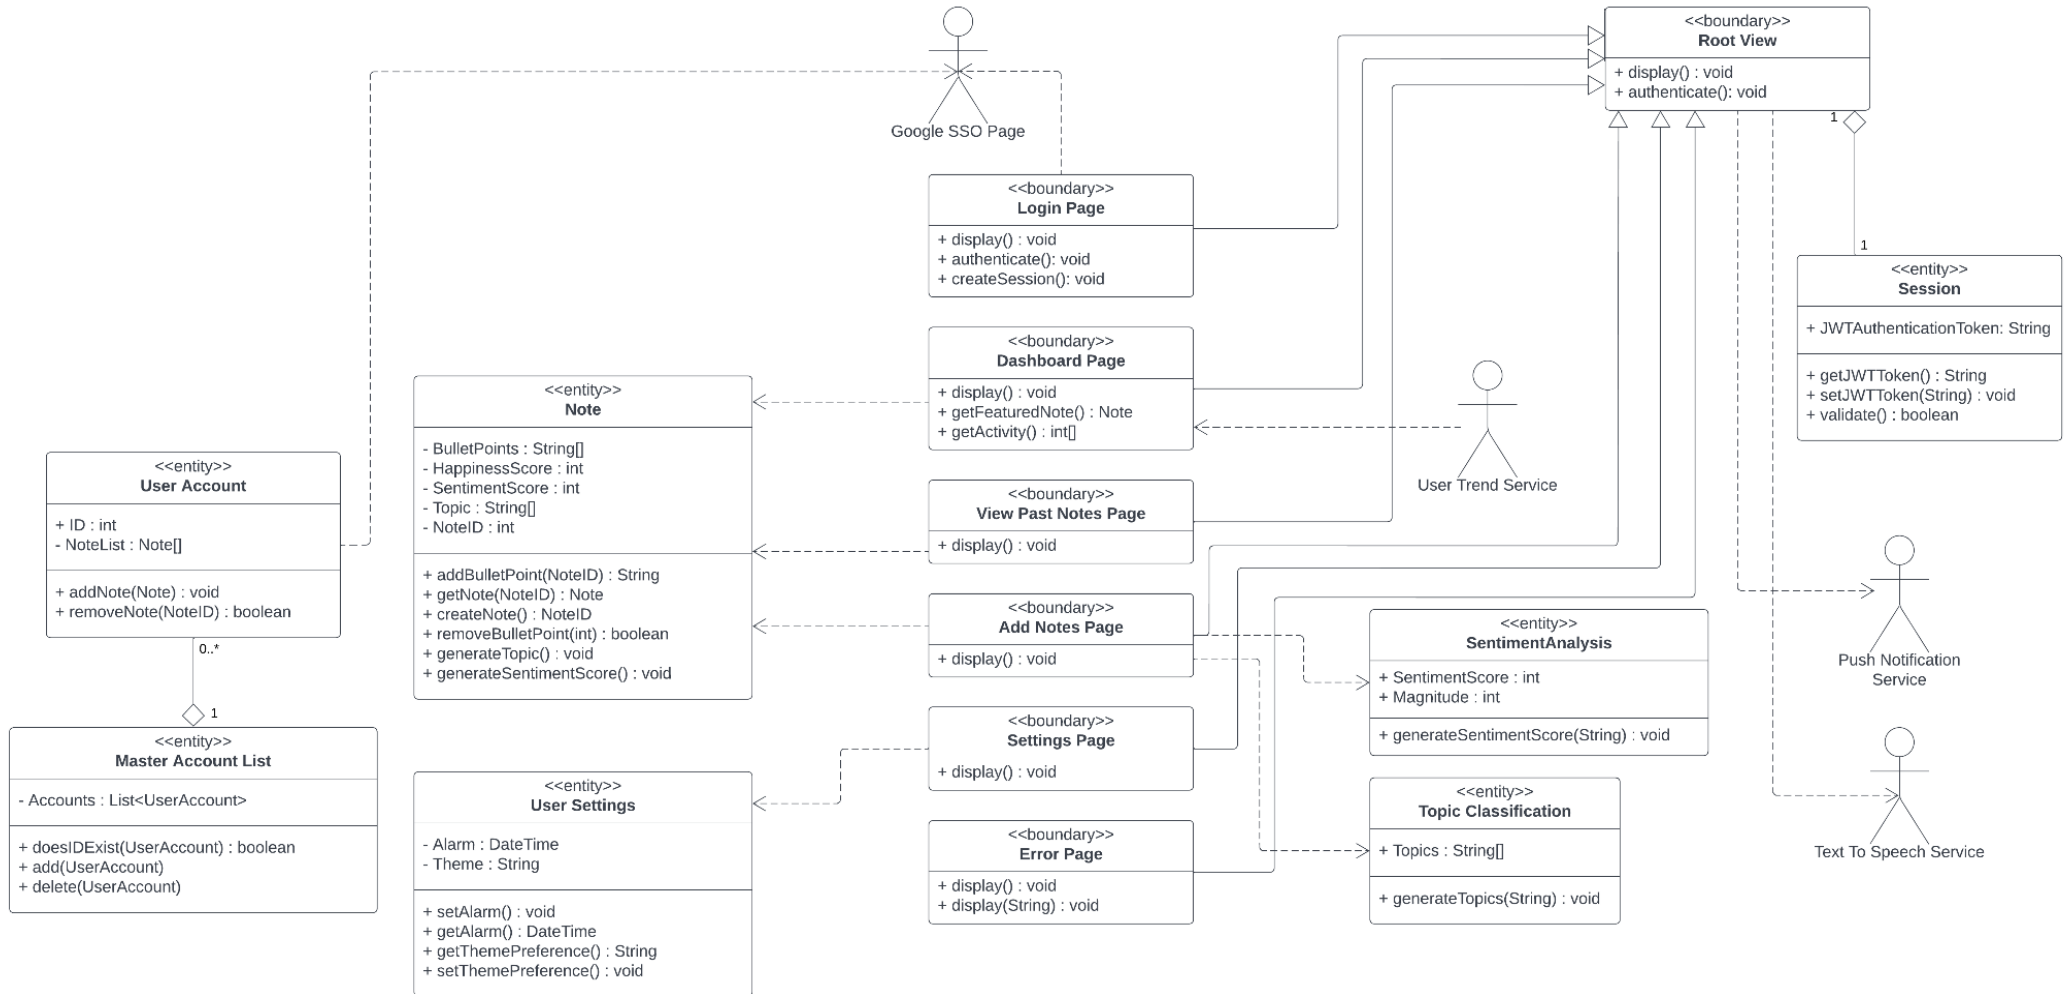 Google SSO Page
<<boundary>>
Root View
+ display() : void
+ authenticate(): void
1
1
<<boundary>>
Login Page
+ display() : void
+ authenticate(): void
+ createSession(): void
<<entity>>
Session
+ JWTAuthenticationToken: String
+ getJWTToken() : String
+ setJWTToken(String) : void
+ validate() : boolean
<<boundary>>
Dashboard Page
+ display() : void
+ getFeaturedNote() : Note
+ getActivity() : int[]
User Trend Service
<<entity>>
Note
- BulletPoints : String[]
- HappinessScore : int
- SentimentScore : int
- Topic : String[]
- NoteID : int
+ addBulletPoint(NoteID) : String
+ getNote(NoteID) : Note
+ createNote() : NoteID
+ removeBulletPoint(int) : boolean
+ generateTopic() : void
+ generateSentimentScore() : void
<<entity>>
User Account
+ ID : int
- NoteList : Note[]
+ addNote(Note) : void
+ removeNote(NoteID) : boolean
0..*
1
<<entity>>
Master Account List
- Accounts : List<UserAccount>
+ doesIDExist(UserAccount) : boolean
+ add(UserAccount)
+ delete(UserAccount)
<<boundary>>
View Past Notes Page
+ display() : void
<<boundary>>
Add Notes Page
+ display() : void
<<boundary>>
Settings Page
+ display() : void
<<boundary>>
Error Page
+ display() : void
+ display(String) : void
<<entity>>
User Settings
- Alarm : DateTime
- Theme : String
+ setAlarm() : void
+ getAlarm() : DateTime
+ getThemePreference() : String
+ setThemePreference() : void
<<entity>>
SentimentAnalysis
+ SentimentScore : int
+ Magnitude : int
+ generateSentimentScore(String) : void
<<entity>>
Topic Classification
+ Topics : String[]
+ generateTopics(String) : void
Push Notification
Service
Text To Speech Service